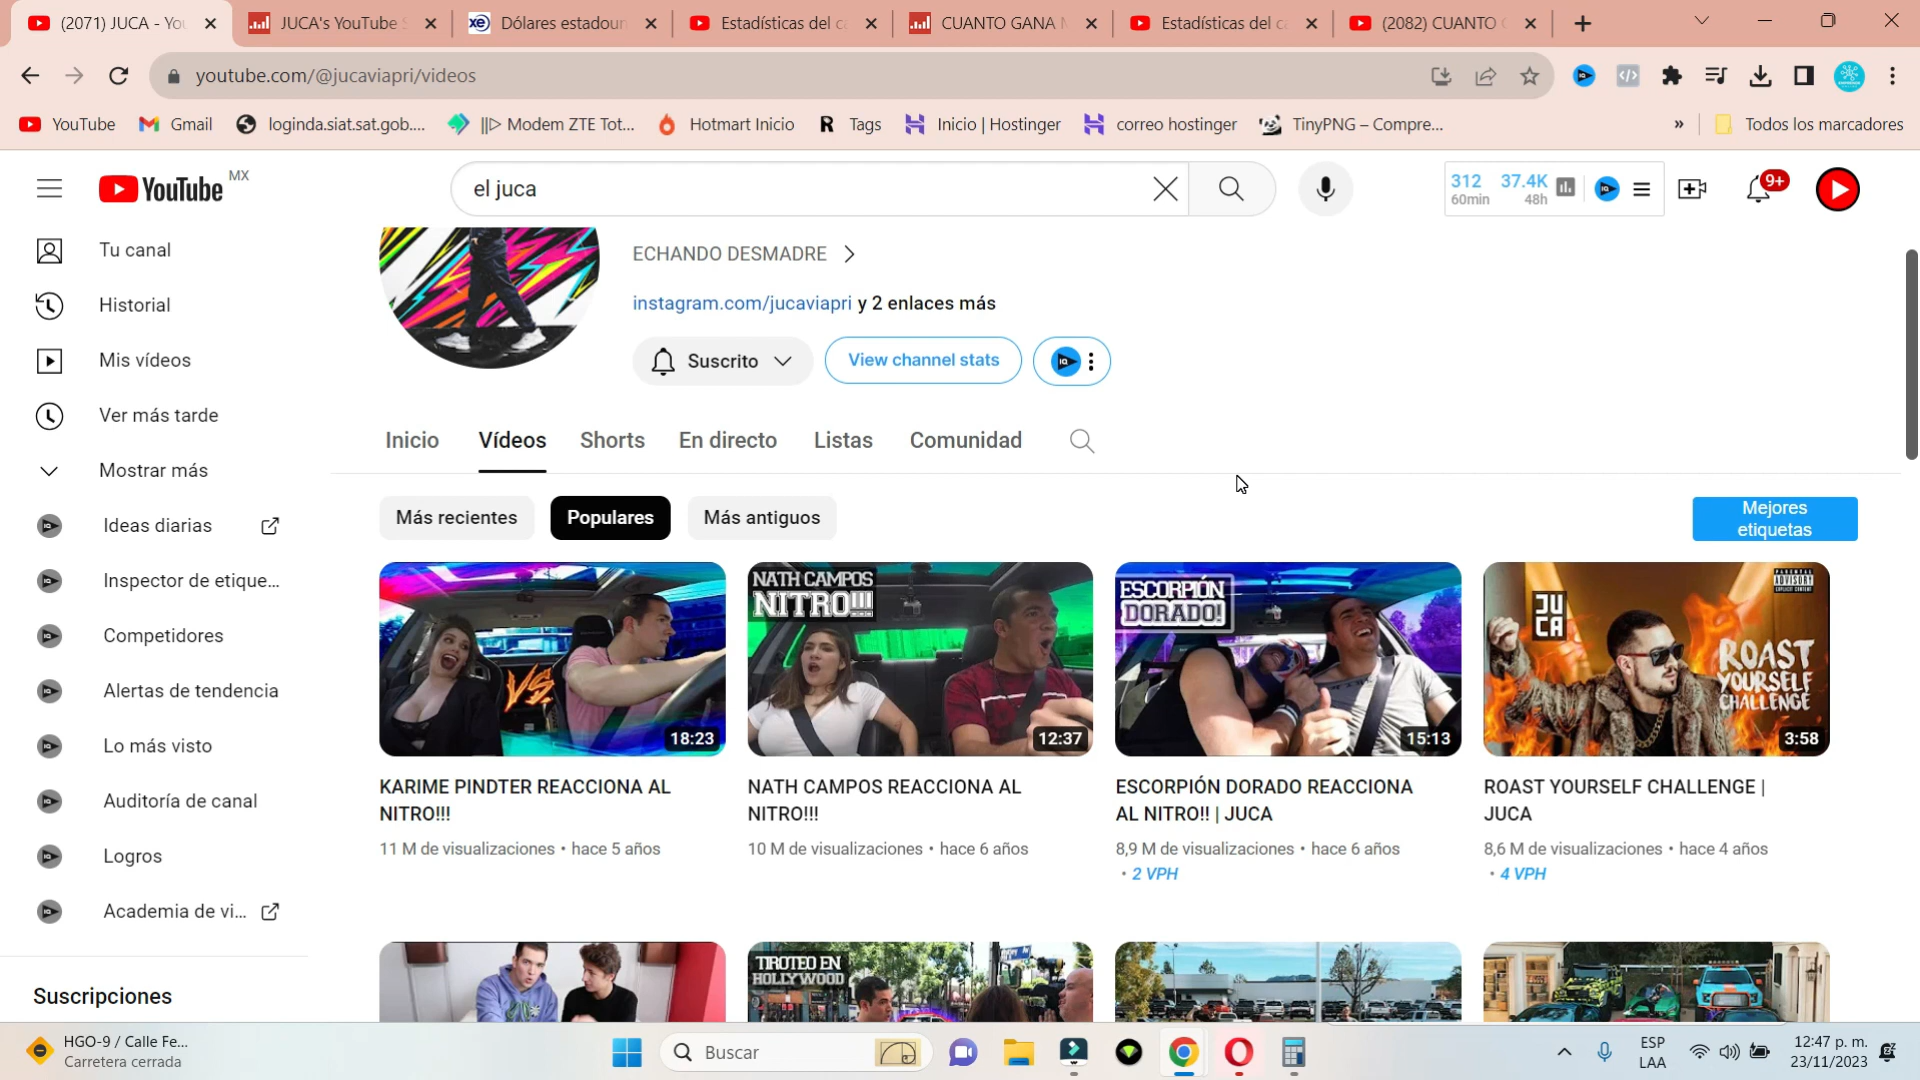 (2071) JUCA - You
JUCA's YouTube S
Dólares estadoun
Estadísticas del ca
CUANTO GANA M
Estadísticas del ca
(2082) CUANTO G
youtube.com/@jucaviapri/videos
YouTube
Gmail
loginda.siat.sat.gob....
||▷ Modem ZTE Tot...
Hotmart Inicio
Tags
Inicio | Hostinger
correo hostinger
TinyPNG – Compre...
»
Todos los marcadores
YouTube MX
el juca
312
60min
37.4K
48h
9+
Tu canal
Historial
Mis vídeos
Ver más tarde
Mostrar más
Ideas diarias
Inspector de etique...
Competidores
Alertas de tendencia
Lo más visto
Auditoría de canal
Logros
Academia de vi...
Suscripciones
ECHANDO DESMADRE
instagram.com/jucaviapri y 2 enlaces más
Suscrito
View channel stats
Inicio
Vídeos
Shorts
En directo
Listas
Comunidad
Más recientes
Populares
Más antiguos
Mejores
etiquetas
VS
18:23
KARIME PINDTER REACCIONA AL
NITRO!!!
11 M de visualizaciones • hace 5 años
NATH CAMPOS
NITRO!!!
12:37
NATH CAMPOS REACCIONA AL
NITRO!!!
10 M de visualizaciones • hace 6 años
ESCORPIÓN
DORADO!
15:13
ESCORPIÓN DORADO REACCIONA
AL NITRO!! | JUCA
8,9 M de visualizaciones • hace 6 años
• 2 VPH
PARENTAL
ADVISORY
EXPLICIT CONTENT
JU
CA
ROAST
YOURSELF
CHALLENGE
3:58
ROAST YOURSELF CHALLENGE |
JUCA
8,6 M de visualizaciones • hace 4 años
• 4 VPH
TIROTEO EN
HOLLYWOOD
HGO-9 / Calle Fe...
Carretera cerrada
Buscar
ESP
LAA
12:47 p. m.
23/11/2023